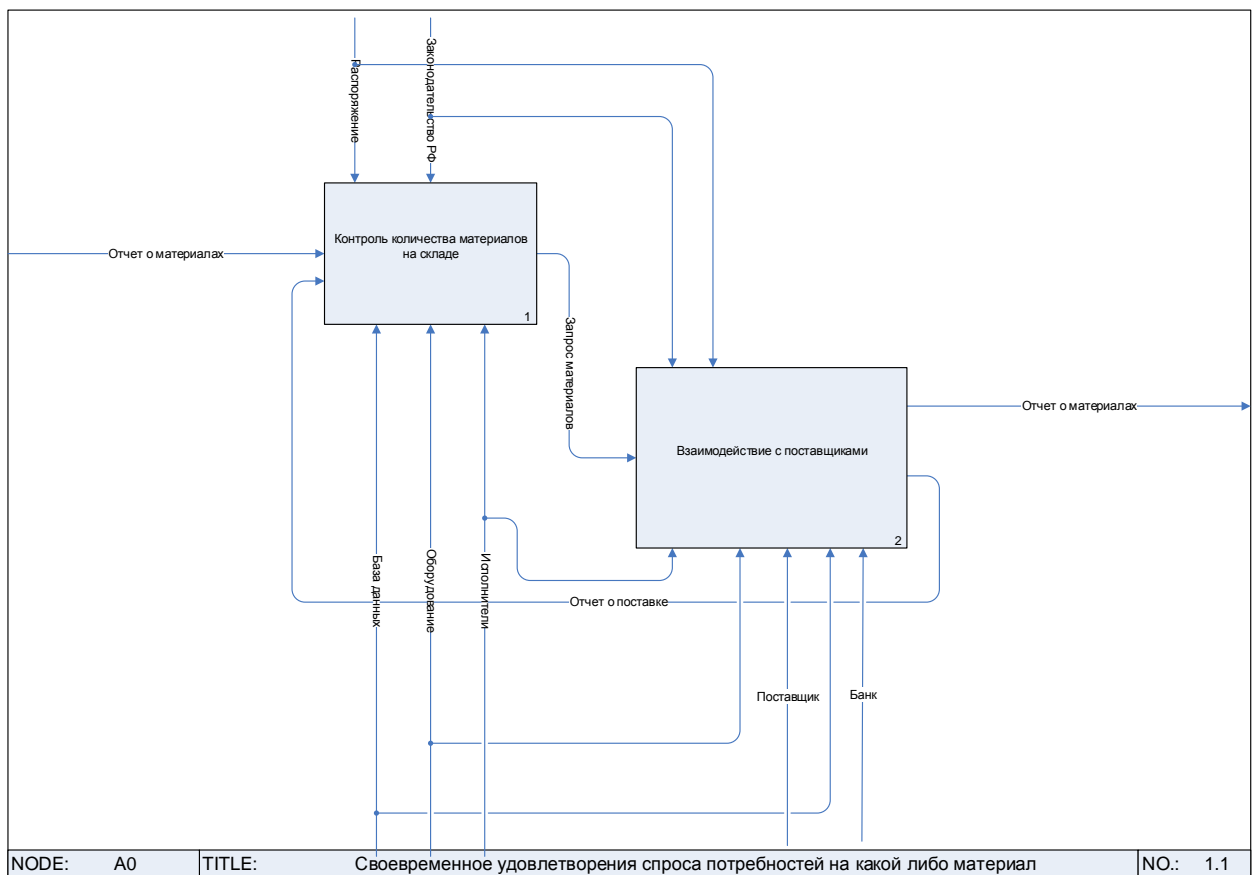 Распоряжение
Законодательство РФ
Отчет о материалах
Контроль количества материалов
на складе
1
Запрос материалов
Взаимодействие с поставщиками
2
Отчет о материалах
База данных
Оборудование
Исполнители
Отчет о поставке
Поставщик
Банк
NODE: A0 TITLE: Своевременное удовлетворения спроса потребностей на какой либо материал NO.: 1.1